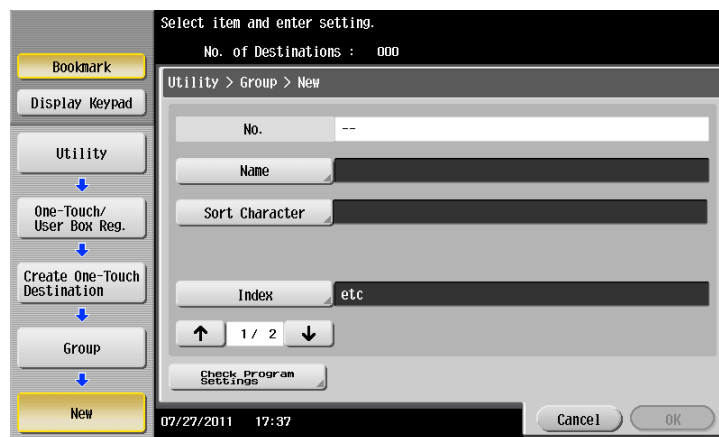 Select item and enter setting.
No. of Destinations : 000
Bookmark
Display Keypad
Utility
One-Touch/
User Box Reg.
Create One-Touch
Destination
Group
New
Utility > Group > New
No. --
Name
Sort Character
Index etc
↑ 1/ 2 ↓
Check Program
Settings
07/27/2011 17:37
Cancel OK